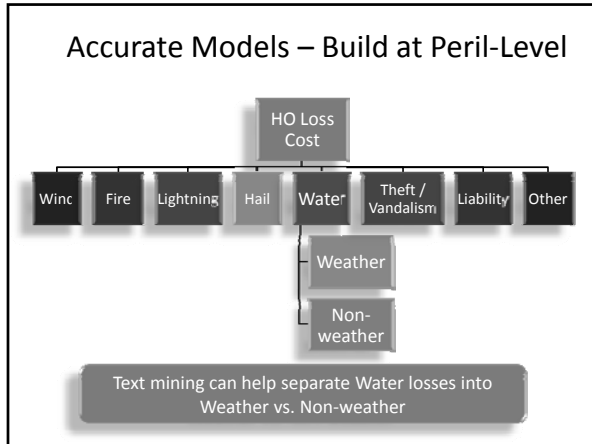 Accurate Models – Build at Peril-Level
HO Loss
Cost
Wind
Fire
Lightning
Hail
Water
Theft /
Vandalism
Liability
Other
Weather
Non-
weather
Text mining can help separate Water losses into
Weather vs. Non-weather